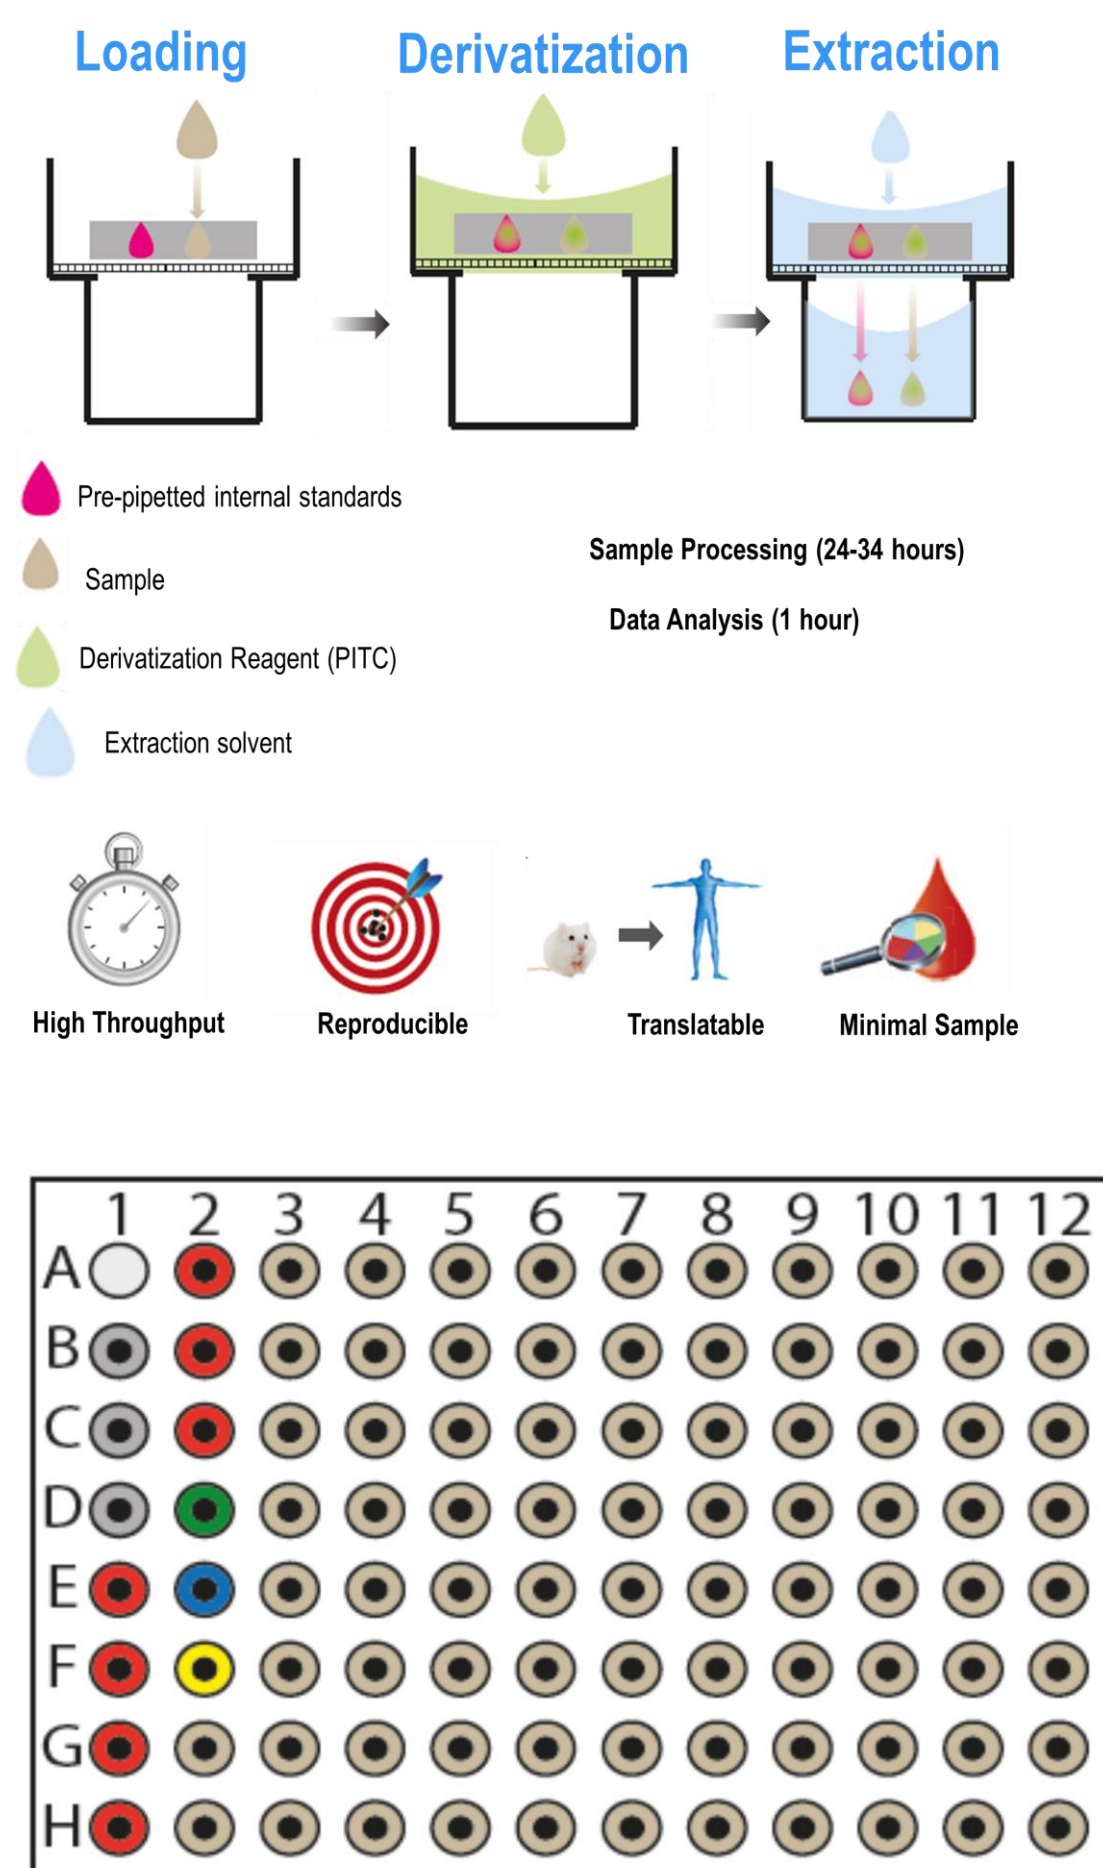 Loading
Derivatization
Extraction
Pre-pipetted internal standards
Sample
Derivatization Reagent (PITC)
Extraction solvent
Sample Processing (24-34 hours)
Data Analysis (1 hour)
High Throughput
Reproducible
Translatable
Minimal Sample
1 2 3 4 5 6 7 8 9 10 11 12
A
B
C
D
E
F
G
H